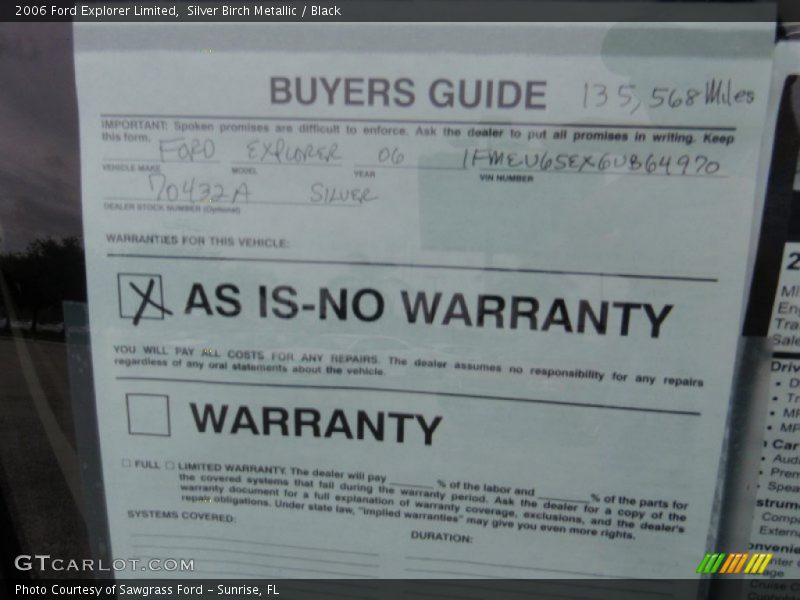 2006 Ford Explorer Limited, Silver Birch Metallic / Black
BUYERS GUIDE 135,568 Miles
IMPORTANT: Spoken promises are difficult to enforce. Ask the dealer to put all promises in writing. Keep
this form.
FORD EXPLORER 06 1FMEU65EX6UB64970
VEHICLE MAKE MODEL YEAR VIN NUMBER
70432A SILVER
DEALER STOCK NUMBER (Optional)
WARRANTIES FOR THIS VEHICLE:
X AS IS-NO WARRANTY
YOU WILL PAY ALL COSTS FOR ANY REPAIRS. The dealer assumes no responsibility for any repairs
regardless of any oral statements about the vehicle.
WARRANTY
FULL LIMITED WARRANTY. The dealer will pay ______ % of the labor and ______ % of the parts for
the covered systems that fail during the warranty period. Ask the dealer for a copy of the
warranty document for a full explanation of warranty coverage, exclusions, and the dealer's
repair obligations. Under state law, "implied warranties" may give you even more rights.
SYSTEMS COVERED: DURATION:
GTCARLOT.COM
Photo Courtesy of Sawgrass Ford - Sunrise, FL